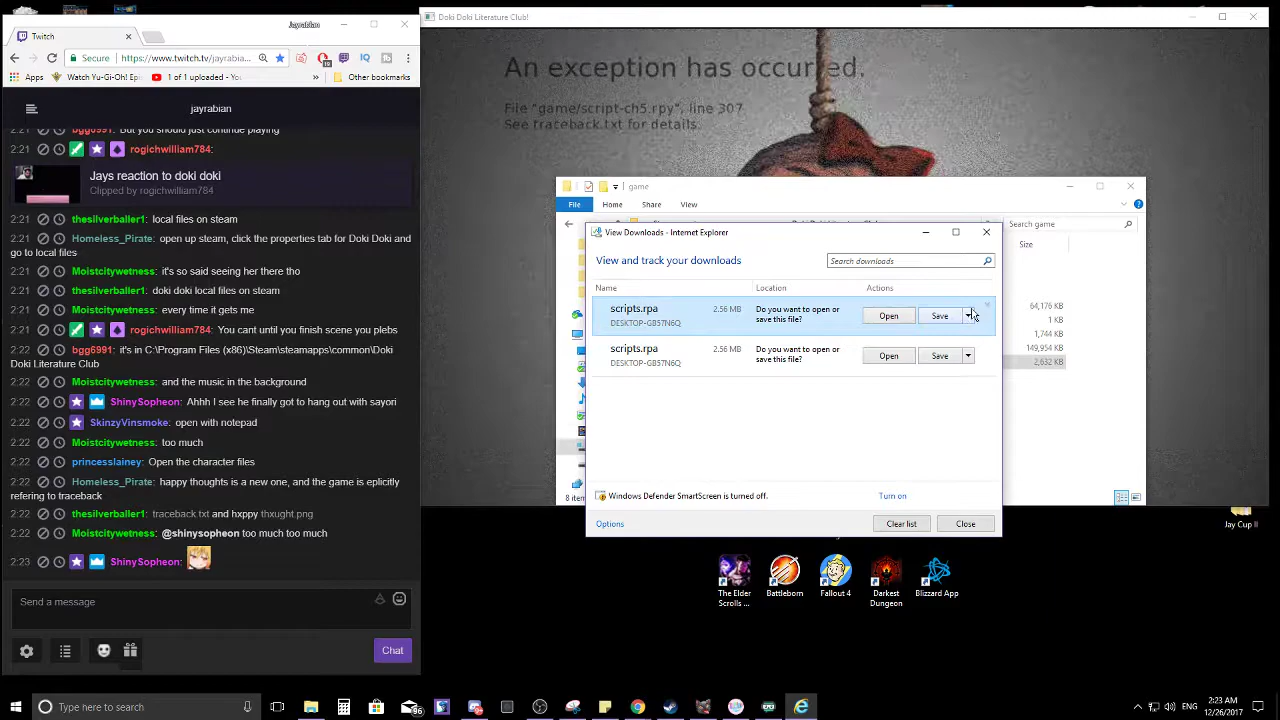 Jayrabian
Twitch
Secure
https://www.twitch.tv/jayrabia...
Apps
Watch Yu-Gi-Oh! Epis
1 of 1 uploaded - You
Other bookmarks
jayrabian
bgg6991: But you should just continue playing
2:21 rogichwilliam784:
Jays reaction to doki doki
Clipped by rogichwilliam784
2:21 thesilverballer1: local files on steam
2:21 Homeless_Pirate: open up steam, click the properties tab for Doki Doki and
go to local files
2:21 Moistcitywetness: it's so said seeing her there tho
2:21 thesilverballer1: doki doki local files on steam
2:21 Moistcitywetness: every time it gets me
2:21 rogichwilliam784: You cant until you finish scene you plebs
2:21 bgg6991: it's in C:\Program Files (x86)\Steam\steamapps\common\Doki
Doki Literature Club
2:22 Moistcitywetness: and the music in the background
2:22 ShinySopheon: Ahhh I see he finally got to hang out with sayori
2:22 SkinzyVinsmoke: open with notepad
2:22 Moistcitywetness: too much
2:22 princesslainey: Open the character files
2:22 Homeless_Pirate: happy thoughts is a new one, and the game is eplicitly
refering to traceback
2:22 thesilverballer1: traceback.txt and hxppy thxught.png
2:22 Moistcitywetness: @shinysopheon too much too much
2:23 ShinySopheon:
Send a message
Chat
Doki Doki Literature Club!
An exception has occurred.
File "game/script-ch5.rpy", line 307
See traceback.txt for details.
game
File
Home
Share
View
Search game
Size
64,176 KB
1 KB
1,744 KB
149,954 KB
2,632 KB
View Downloads - Internet Explorer
View and track your downloads
Search downloads
Name
Location
Actions
scripts.rpa
2.56 MB
Do you want to open or
save this file?
Open
Save
DESKTOP-GB57N6Q
scripts.rpa
2.56 MB
Do you want to open or
save this file?
Open
Save
DESKTOP-GB57N6Q
Windows Defender SmartScreen is turned off.
Turn on
Options
Clear list
Close
8 item
Jay Cup II
The Elder
Scrolls ...
Battleborn
Fallout 4
Darkest
Dungeon
Blizzard App
Type here to search
96
ENG
2:23 AM
12/26/2017